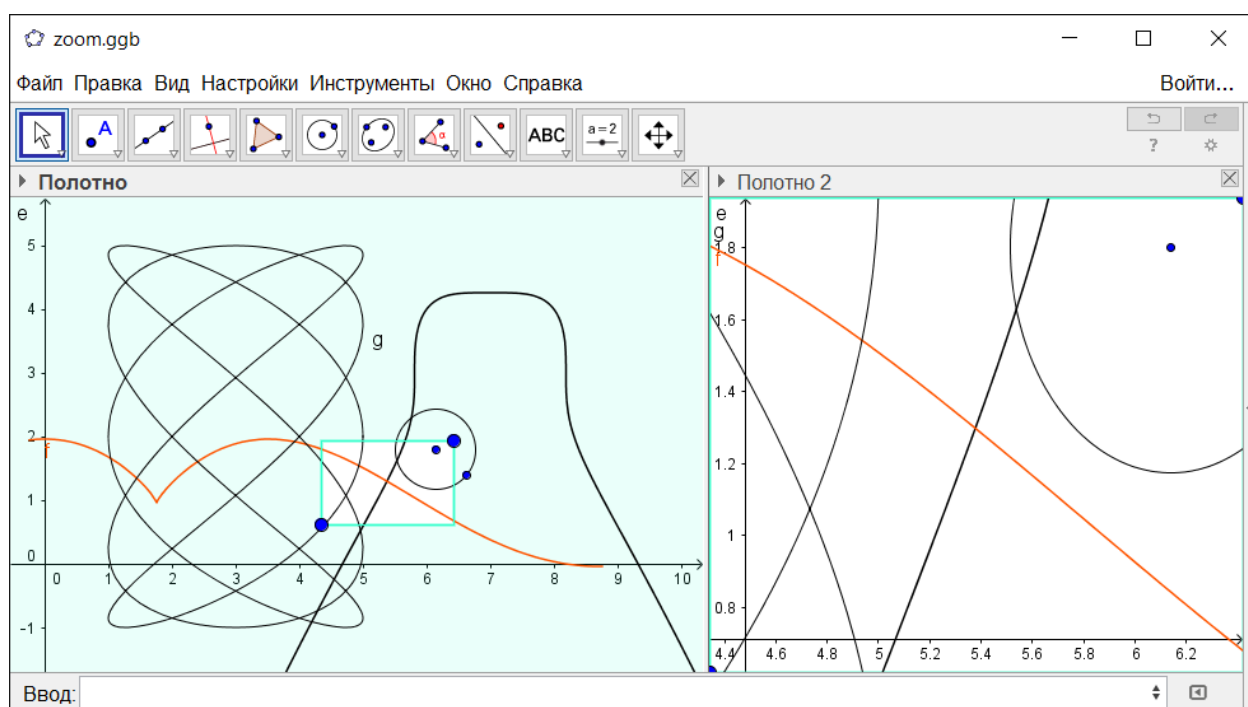 zoom.ggb
Файл Правка Вид Настройки Инструменты Окно Справка Войти...
A α ABC a=2 ?
Полотно
Полотно 2
e
5
4
3
2
1
0
-1
f
g
0 1 2 3 4 5 6 7 8 9 10
e
g
f
1.8
1.6
1.4
1.2
1
0.8
4.4 4.6 4.8 5 5.2 5.4 5.6 5.8 6 6.2
Ввод: